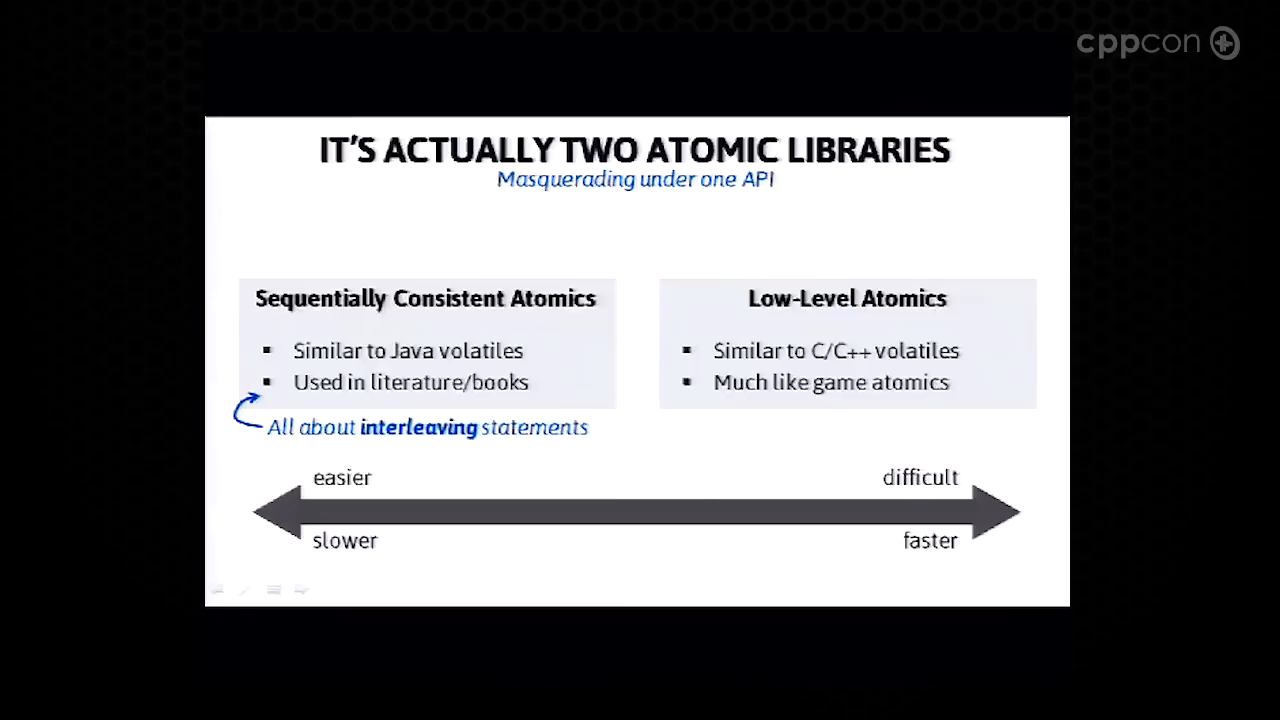 cppcon
IT'S ACTUALLY TWO ATOMIC LIBRARIES
Masquerading under one API
Sequentially Consistent Atomics
▪ Similar to Java volatiles
▪ Used in literature/books
All about interleaving statements
Low-Level Atomics
▪ Similar to C/C++ volatiles
▪ Much like game atomics
easier
difficult
slower
faster